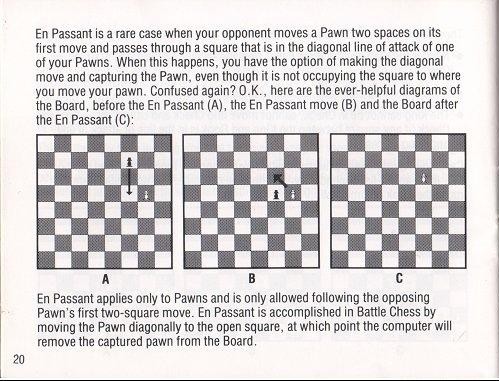 En Passant is a rare case when your opponent moves a Pawn two spaces on its
first move and passes through a square that is in the diagonal line of attack of one
of your Pawns. When this happens, you have the option of making the diagonal
move and capturing the Pawn, even though it is not occupying the square to where
you move your pawn. Confused again? O.K., here are the ever-helpful diagrams of
the Board, before the En Passant (A), the En Passant move (B) and the Board after
the En Passant (C):
A
B
C
En Passant applies only to Pawns and is only allowed following the opposing
Pawn's first two-square move. En Passant is accomplished in Battle Chess by
moving the Pawn diagonally to the open square, at which point the computer will
remove the captured pawn from the Board.
20